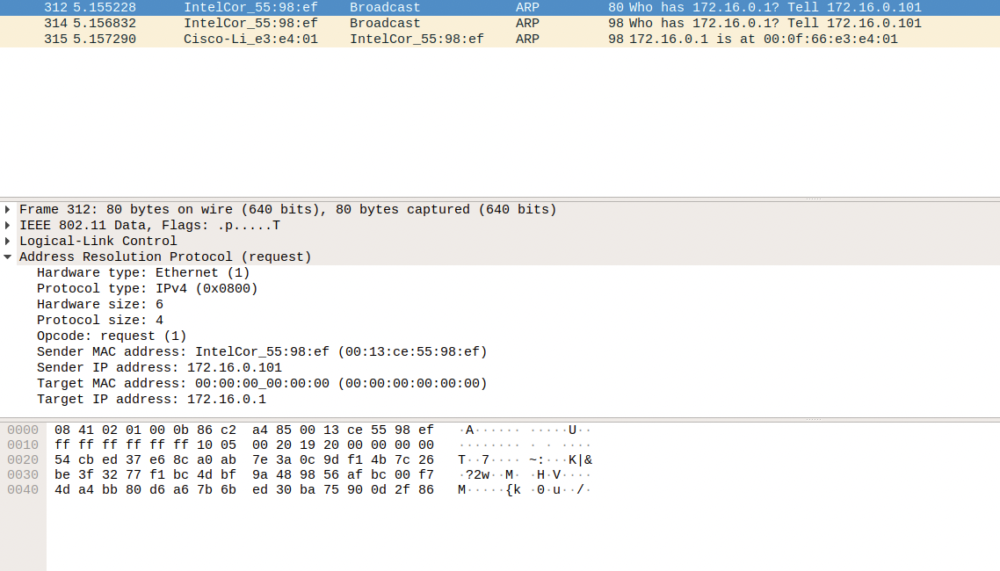 312 5.155228 IntelCor_55:98:ef Broadcast ARP 80 Who has 172.16.0.1? Tell 172.16.0.101
314 5.156832 IntelCor_55:98:ef Broadcast ARP 98 Who has 172.16.0.1? Tell 172.16.0.101
315 5.157290 Cisco-Li_e3:e4:01 IntelCor_55:98:ef ARP 98 172.16.0.1 is at 00:0f:66:e3:e4:01
Frame 312: 80 bytes on wire (640 bits), 80 bytes captured (640 bits)
IEEE 802.11 Data, Flags: .p.....T
Logical-Link Control
Address Resolution Protocol (request)
Hardware type: Ethernet (1)
Protocol type: IPv4 (0x0800)
Hardware size: 6
Protocol size: 4
Opcode: request (1)
Sender MAC address: IntelCor_55:98:ef (00:13:ce:55:98:ef)
Sender IP address: 172.16.0.101
Target MAC address: 00:00:00_00:00:00 (00:00:00:00:00:00)
Target IP address: 172.16.0.1
0000 08 41 02 01 00 0b 86 c2 a4 85 00 13 ce 55 98 ef ·A······ ·····U··
0010 ff ff ff ff ff ff 10 05 00 20 19 20 00 00 00 00 ········ · · ····
0020 54 cb ed 37 e6 8c a0 ab 7e 3a 0c 9d f1 4b 7c 26 T··7···· ~:···K|&
0030 be 3f 32 77 f1 bc 4d bf 9a 48 98 56 af bc 00 f7 ·?2w··M· ·H·V····
0040 4d a4 bb 80 d6 a6 7b 6b ed 30 ba 75 90 0d 2f 86 M·····{k ·0·u··/·